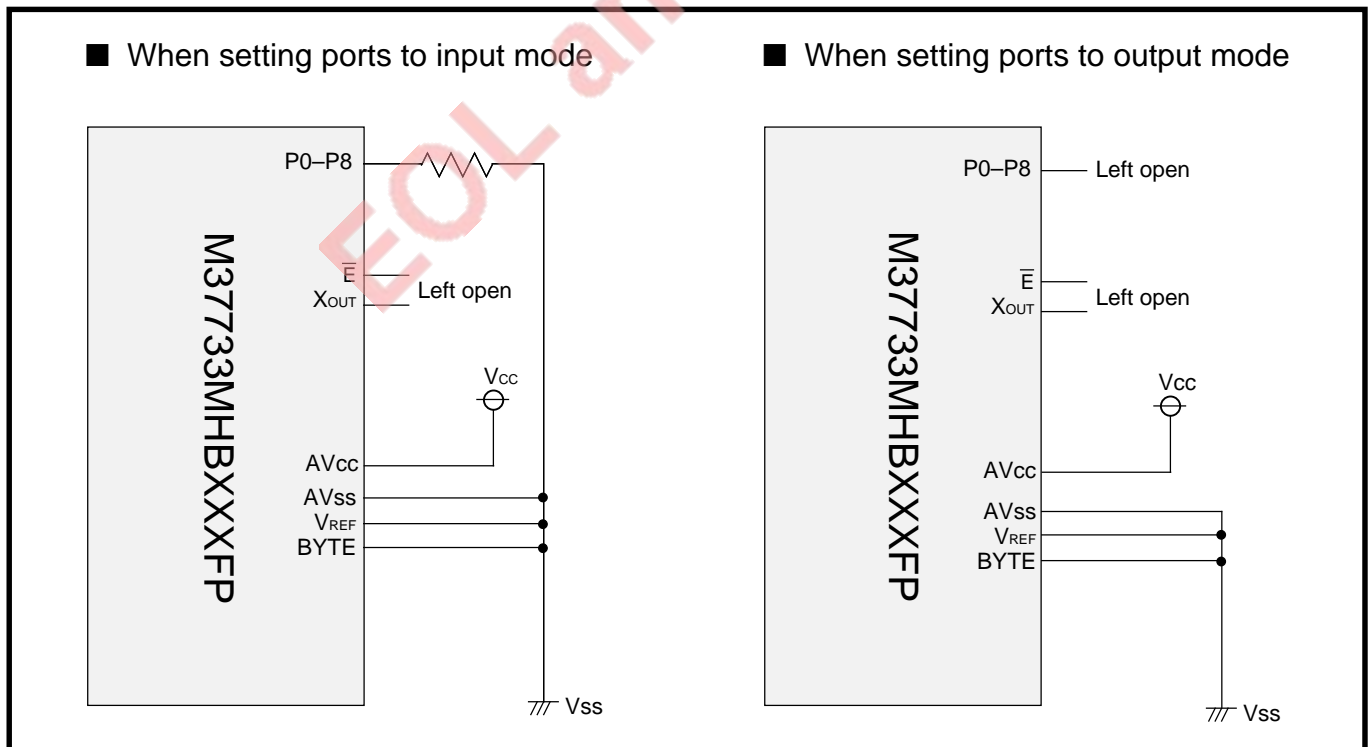 ■ When setting ports to input mode
P0–P8
E̅
XOUT
Left open
M37733MHBXXXFP
Vcc
AVcc
AVss
VREF
BYTE
Vss
■ When setting ports to output mode
P0–P8
Left open
E̅
XOUT
Left open
M37733MHBXXXFP
Vcc
AVcc
AVss
VREF
BYTE
Vss
EOL an